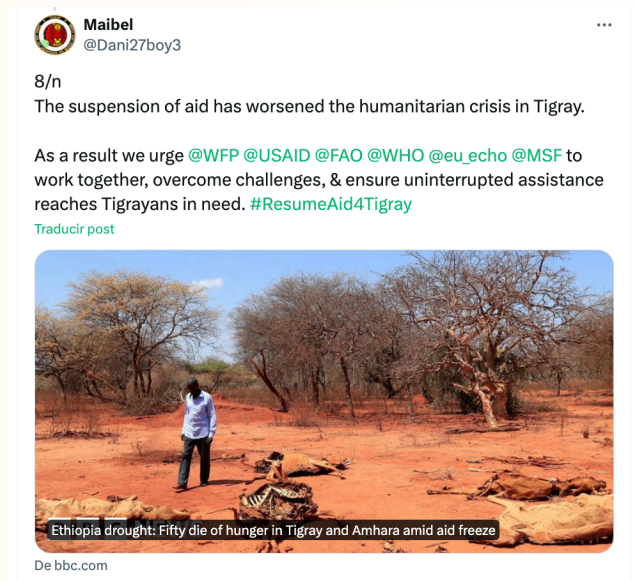 Maibel
@Dani27boy3
8/n
The suspension of aid has worsened the humanitarian crisis in Tigray.
As a result we urge @WFP @USAID @FAO @WHO @eu_echo @MSF to
work together, overcome challenges, & ensure uninterrupted assistance
reaches Tigrayans in need. #ResumeAid4Tigray
Traducir post
Ethiopia drought: Fifty die of hunger in Tigray and Amhara amid aid freeze
De bbc.com